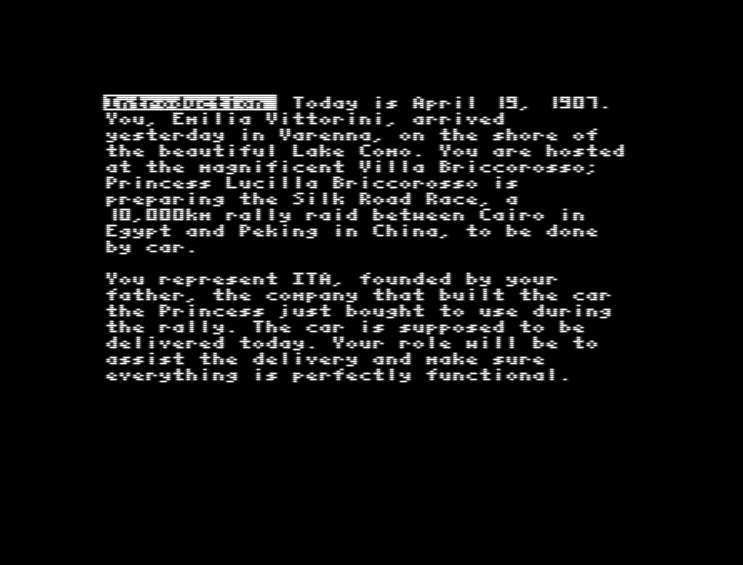 Introduction Today is April 19, 1907.
You, Emilia Vittorini, arrived
yesterday in Varenna, on the shore of
the beautiful Lake Como. You are hosted
at the magnificent Villa Briccorosso;
Princess Lucilla Briccorosso is
preparing the Silk Road Race, a
10,000km rally raid between Cairo in
Egypt and Peking in China, to be done
by car.
You represent ITA, founded by your
father, the company that built the car
the Princess just bought to use during
the rally. The car is supposed to be
delivered today. Your role will be to
assist the delivery and make sure
everything is perfectly functional.